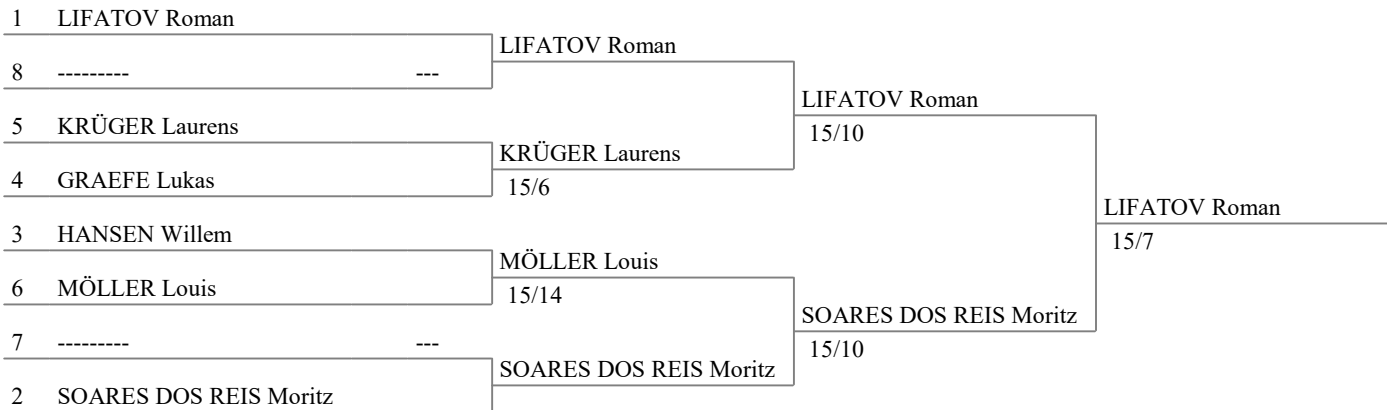 1 LIFATOV Roman
LIFATOV Roman
8 --------- ---
LIFATOV Roman
5 KRÜGER Laurens
15/10
KRÜGER Laurens
4 GRAEFE Lukas
15/6
LIFATOV Roman
3 HANSEN Willem
15/7
MÖLLER Louis
6 MÖLLER Louis
15/14
SOARES DOS REIS Moritz
7 --------- ---
15/10
SOARES DOS REIS Moritz
2 SOARES DOS REIS Moritz